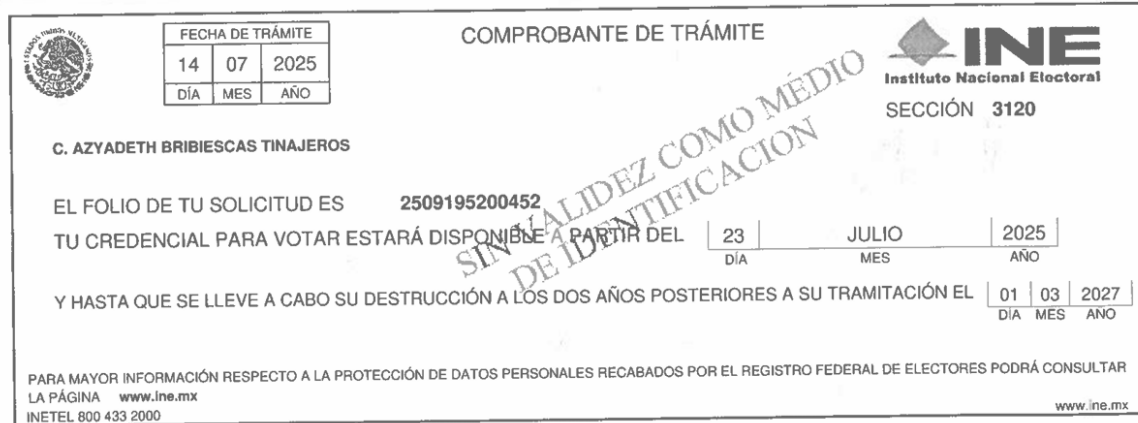 ESTADOS UNIDOS MEXICANOS
FECHA DE TRÁMITE
14 07 2025
DÍA MES AÑO
COMPROBANTE DE TRÁMITE
INE
Instituto Nacional Electoral
SECCIÓN 3120
C. AZYADETH BRIBIESCAS TINAJEROS
SIN VALIDEZ COMO MÉDIO
DE IDENTIFICACION
EL FOLIO DE TU SOLICITUD ES 2509195200452
TU CREDENCIAL PARA VOTAR ESTARÁ DISPONIBLE A PARTIR DEL 23 JULIO 2025
DÍA MES AÑO
Y HASTA QUE SE LLEVE A CABO SU DESTRUCCIÓN A LOS DOS AÑOS POSTERIORES A SU TRAMITACIÓN EL 01 03 2027
DÍA MES AÑO
PARA MAYOR INFORMACIÓN RESPECTO A LA PROTECCIÓN DE DATOS PERSONALES RECABADOS POR EL REGISTRO FEDERAL DE ELECTORES PODRÁ CONSULTAR
LA PÁGINA www.ine.mx
INETEL 800 433 2000
www.ine.mx